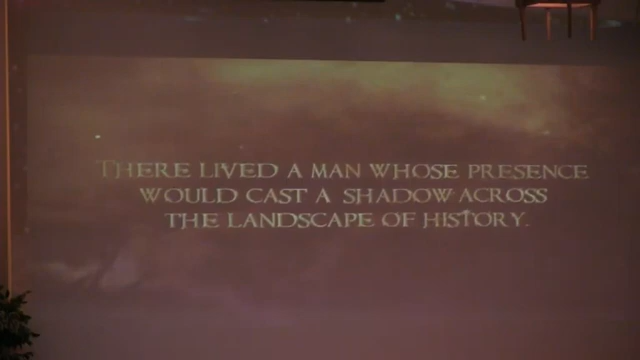 THERE LIVED A MAN WHOSE PRESENCE
WOULD CAST A SHADOW ACROSS
THE LANDSCAPE OF HISTORY.